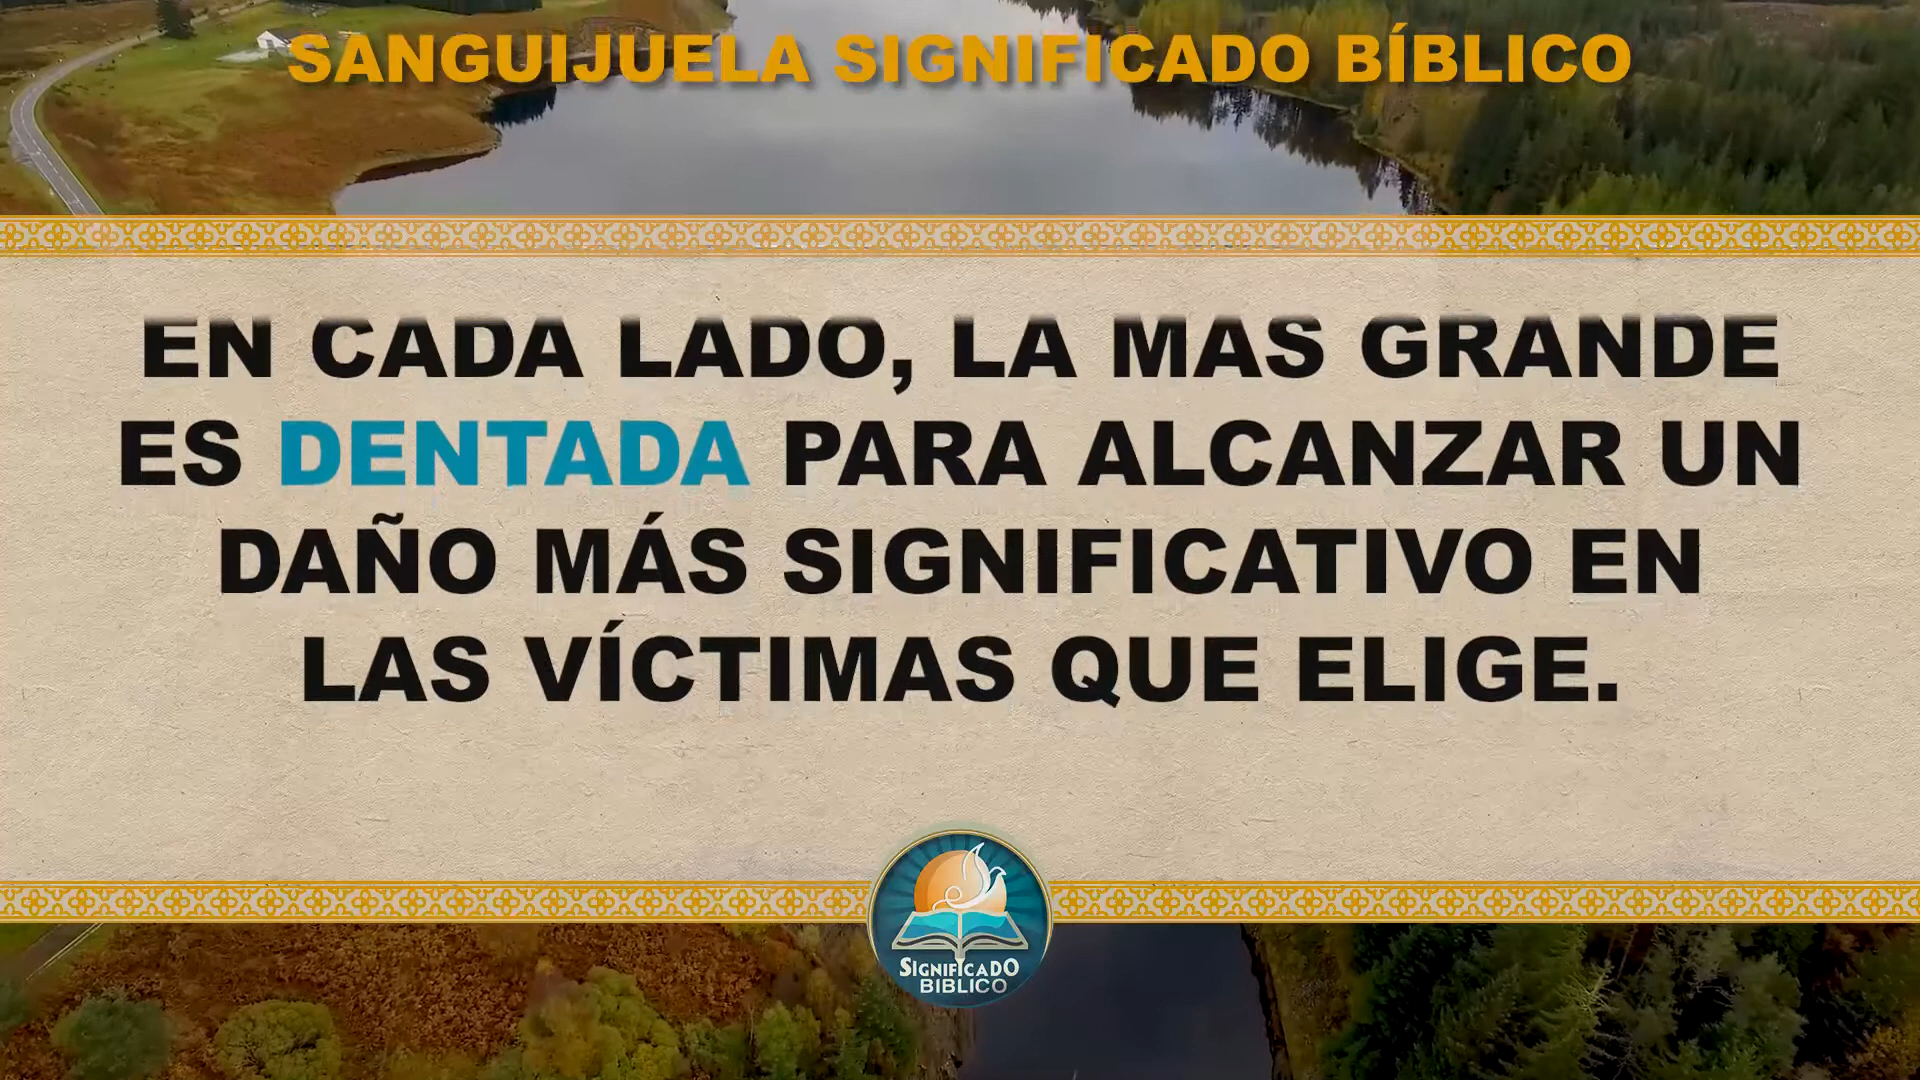 SANGUIJUELA SIGNIFICADO BÍBLICO
EN CADA LADO, LA MAS GRANDE
ES DENTADA PARA ALCANZAR UN
DAÑO MÁS SIGNIFICATIVO EN
LAS VÍCTIMAS QUE ELIGE.
SIGNIFICADO
BIBLICO